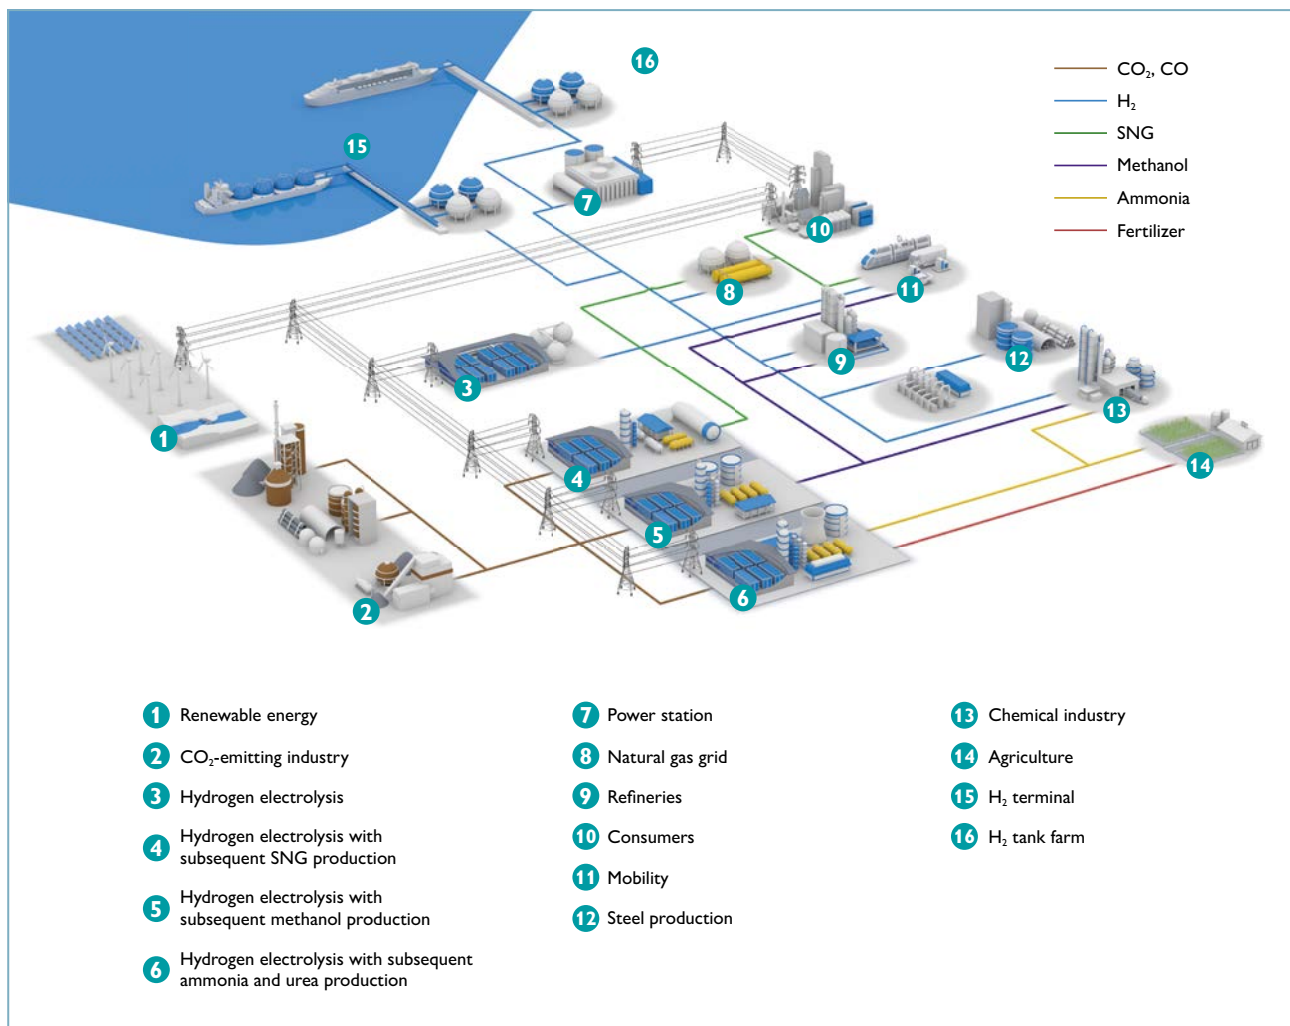 16
CO₂, CO
H₂
SNG
Methanol
Ammonia
Fertilizer
15
7
10
8
11
9
12
3
13
1
14
4
5
6
2
1 Renewable energy
2 CO₂-emitting industry
3 Hydrogen electrolysis
4 Hydrogen electrolysis with
subsequent SNG production
5 Hydrogen electrolysis with
subsequent methanol production
6 Hydrogen electrolysis with subsequent
ammonia and urea production
7 Power station
8 Natural gas grid
9 Refineries
10 Consumers
11 Mobility
12 Steel production
13 Chemical industry
14 Agriculture
15 H₂ terminal
16 H₂ tank farm